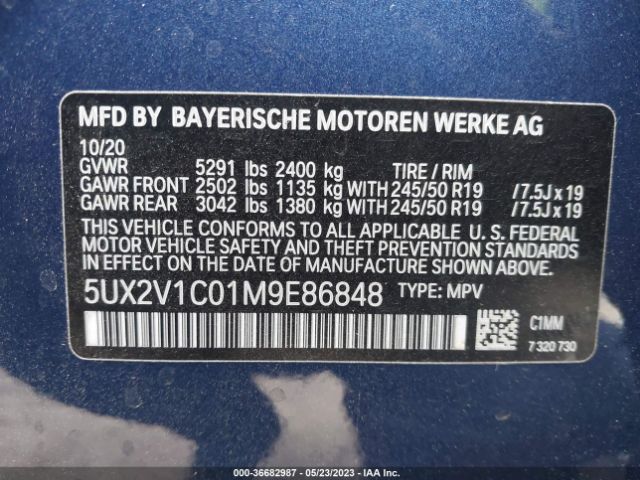 MFD BY BAYERISCHE MOTOREN WERKE AG
10/20
GVWR 5291 lbs 2400 kg TIRE / RIM
GAWR FRONT 2502 lbs 1135 kg WITH 245/50 R19 /7.5J x 19
GAWR REAR 3042 lbs 1380 kg WITH 245/50 R19 /7.5J x 19
THIS VEHICLE CONFORMS TO ALL APPLICABLE U. S. FEDERAL
MOTOR VEHICLE SAFETY AND THEFT PREVENTION STANDARDS
IN EFFECT ON THE DATE OF MANUFACTURE SHOWN ABOVE.
5UX2V1C01M9E86848 TYPE: MPV
C1MM
7 320 730
000-36682987 - 05/23/2023 - IAA Inc.